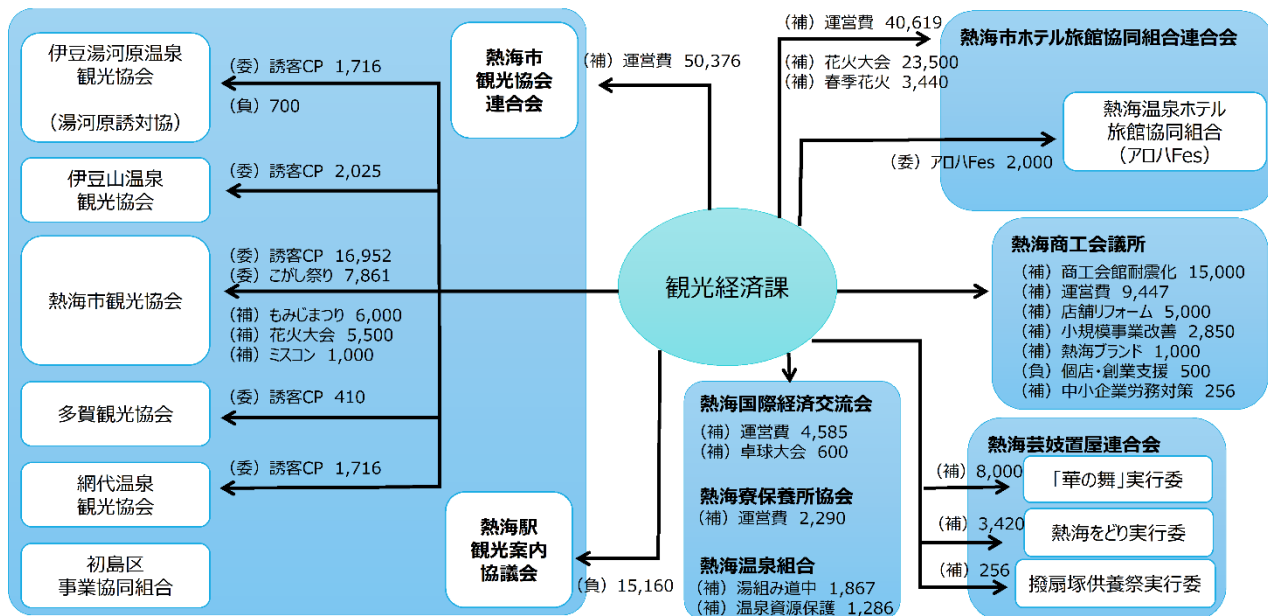 伊豆湯河原温泉
観光協会
(湯河原誘対協)
(委) 誘客CP 1,716
(負) 700
伊豆山温泉
観光協会
(委) 誘客CP 2,025
熱海市観光協会
(委) 誘客CP 16,952
(委) こがし祭り 7,861
(補) もみじまつり 6,000
(補) 花火大会 5,500
(補) ミスコン 1,000
多賀観光協会
(委) 誘客CP 410
網代温泉
観光協会
(委) 誘客CP 1,716
初島区
事業協同組合
熱海市
観光協会
連合会
(補) 運営費 50,376
熱海駅
観光案内
協議会
(負) 15,160
観光経済課
(補) 運営費 40,619
(補) 花火大会 23,500
(補) 春季花火 3,440
熱海市ホテル旅館協同組合連合会
熱海温泉ホテル
旅館協同組合
(アロハFes)
(委) アロハFes 2,000
熱海商工会議所
(補) 商工会館耐震化 15,000
(補) 運営費 9,447
(補) 店舗リフォーム 5,000
(補) 小規模事業改善 2,850
(補) 熱海ブランド 1,000
(負) 個店・創業支援 500
(補) 中小企業労務対策 256
熱海国際経済交流会
(補) 運営費 4,585
(補) 卓球大会 600
熱海寮保養所協会
(補) 運営費 2,290
熱海温泉組合
(補) 湯組み道中 1,867
(補) 温泉資源保護 1,286
熱海芸妓置屋連合会
(補) 8,000
「華の舞」実行委
(補) 3,420
熱海をどり実行委
(補) 256
撥扇塚供養祭実行委